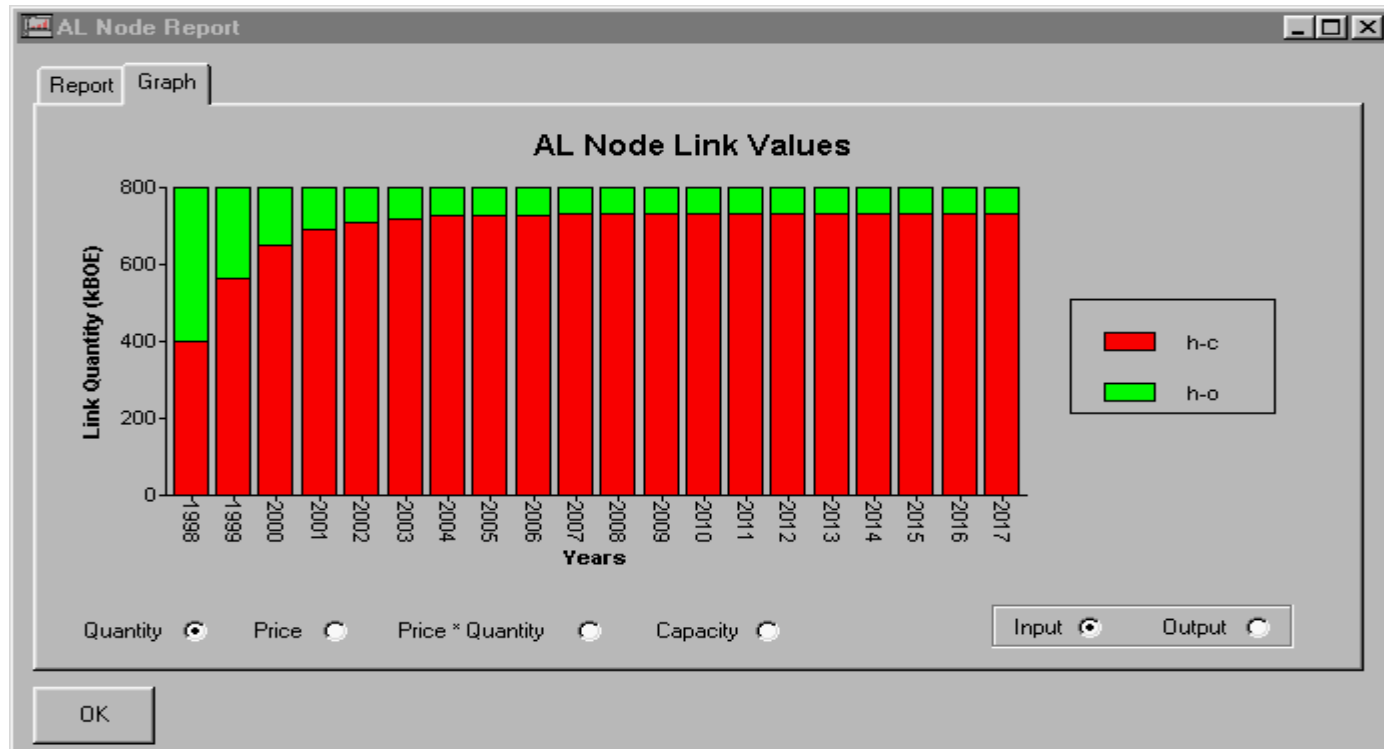 AL Node Report
Report Graph
AL Node Link Values
Link Quantity (kBOE)
800
600
400
200
0
1998 1999 2000 2001 2002 2003 2004 2005 2006 2007 2008 2009 2010 2011 2012 2013 2014 2015 2016 2017
Years
h-c
h-o
Quantity Price Price * Quantity Capacity Input Output
OK